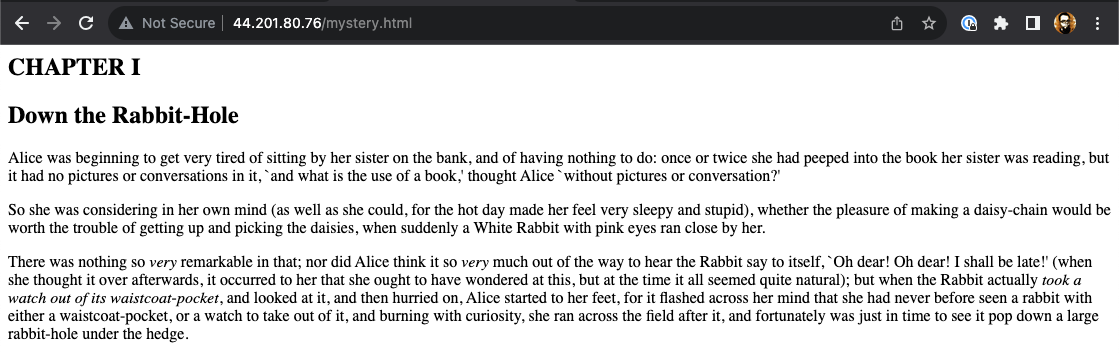 Not Secure | 44.201.80.76/mystery.html
CHAPTER I
Down the Rabbit-Hole
Alice was beginning to get very tired of sitting by her sister on the bank, and of having nothing to do: once or twice she had peeped into the book her sister was reading, but
it had no pictures or conversations in it, `and what is the use of a book,' thought Alice `without pictures or conversation?'
So she was considering in her own mind (as well as she could, for the hot day made her feel very sleepy and stupid), whether the pleasure of making a daisy-chain would be
worth the trouble of getting up and picking the daisies, when suddenly a White Rabbit with pink eyes ran close by her.
There was nothing so very remarkable in that; nor did Alice think it so very much out of the way to hear the Rabbit say to itself, `Oh dear! Oh dear! I shall be late!' (when
she thought it over afterwards, it occurred to her that she ought to have wondered at this, but at the time it all seemed quite natural); but when the Rabbit actually took a
watch out of its waistcoat-pocket, and looked at it, and then hurried on, Alice started to her feet, for it flashed across her mind that she had never before seen a rabbit with
either a waistcoat-pocket, or a watch to take out of it, and burning with curiosity, she ran across the field after it, and fortunately was just in time to see it pop down a large
rabbit-hole under the hedge.